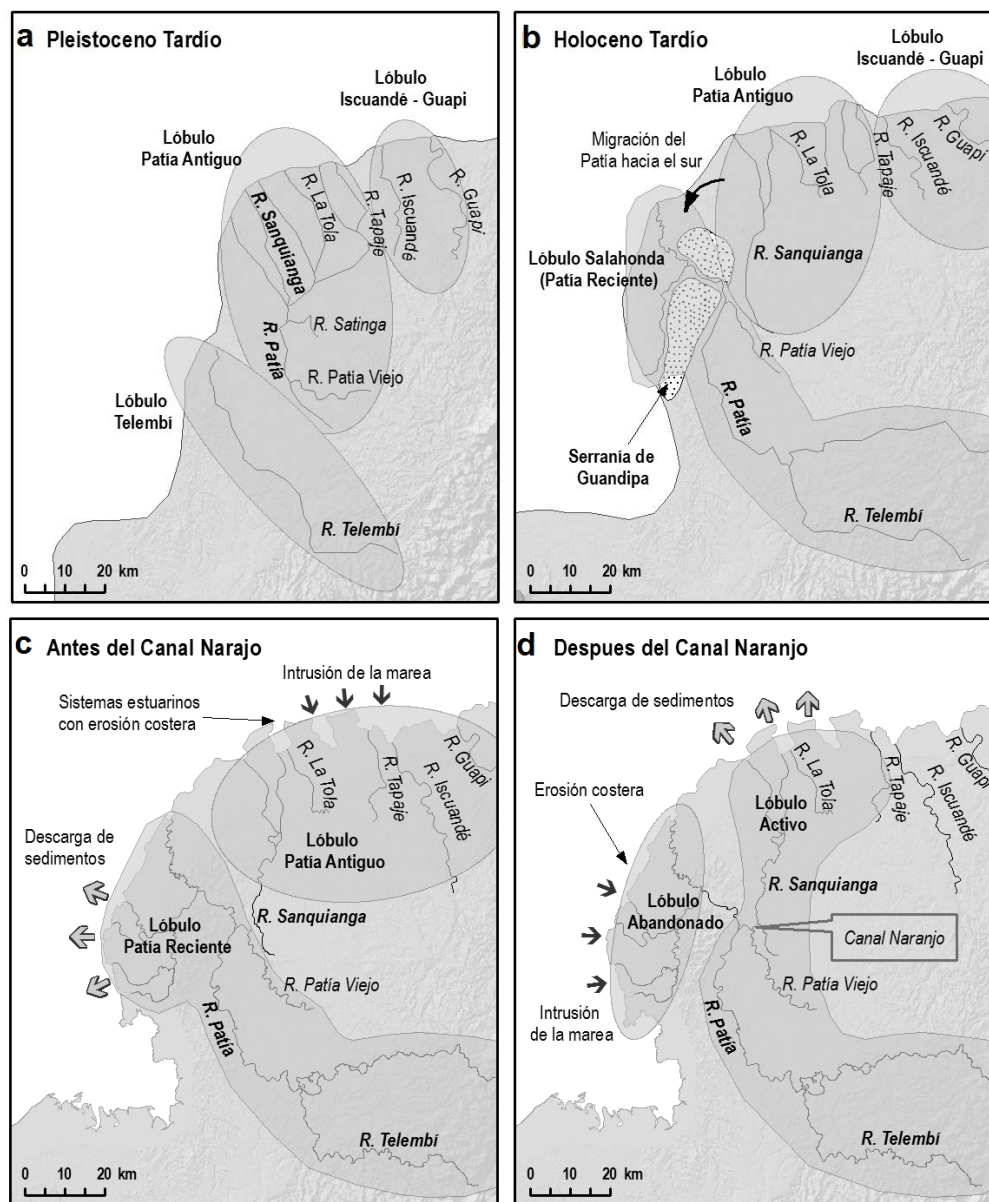 a Pleistoceno Tardío
Lóbulo
Iscuandé - Guapi
Lóbulo
Patía Antiguo
R. Sanquianga
R. La Tola
R. Tapaje
R. Iscuandé
R. Guapi
R. Satinga
R. Patía
R. Patía Viejo
Lóbulo
Telembí
R. Telembí
0 10 20 km
b Holoceno Tardío
Lóbulo
Iscuandé - Guapi
Lóbulo
Patía Antiguo
Migración del
Patía hacia el sur
R. La Tola
R. Tapaje
R. Iscuandé
R. Guapi
Lóbulo Salahonda
(Patía Reciente)
R. Sanquianga
R. Patía Viejo
R. Patía
Serranía de
Guandipa
R. Telembí
0 10 20 km
c Antes del Canal Narajo
Intrusión de la marea
Sistemas estuarinos
con erosión costera
R. La Tola
R. Tapaje
R. Iscuandé
R. Guapi
Lóbulo
Patía Antiguo
Descarga de
sedimentos
Lóbulo
Patía Reciente
R. Sanquianga
R. Patía Viejo
R. Patía
R. Telembí
0 10 20 km
d Despues del Canal Naranjo
Descarga de sedimentos
Erosión costera
R. La Tola
R. Tapaje
R. Iscuandé
R. Guapi
Lóbulo
Activo
R. Sanquianga
Lóbulo
Abandonado
Canal Naranjo
R. Patía Viejo
Intrusión
de la marea
R. Patía
R. Telembí
0 10 20 km